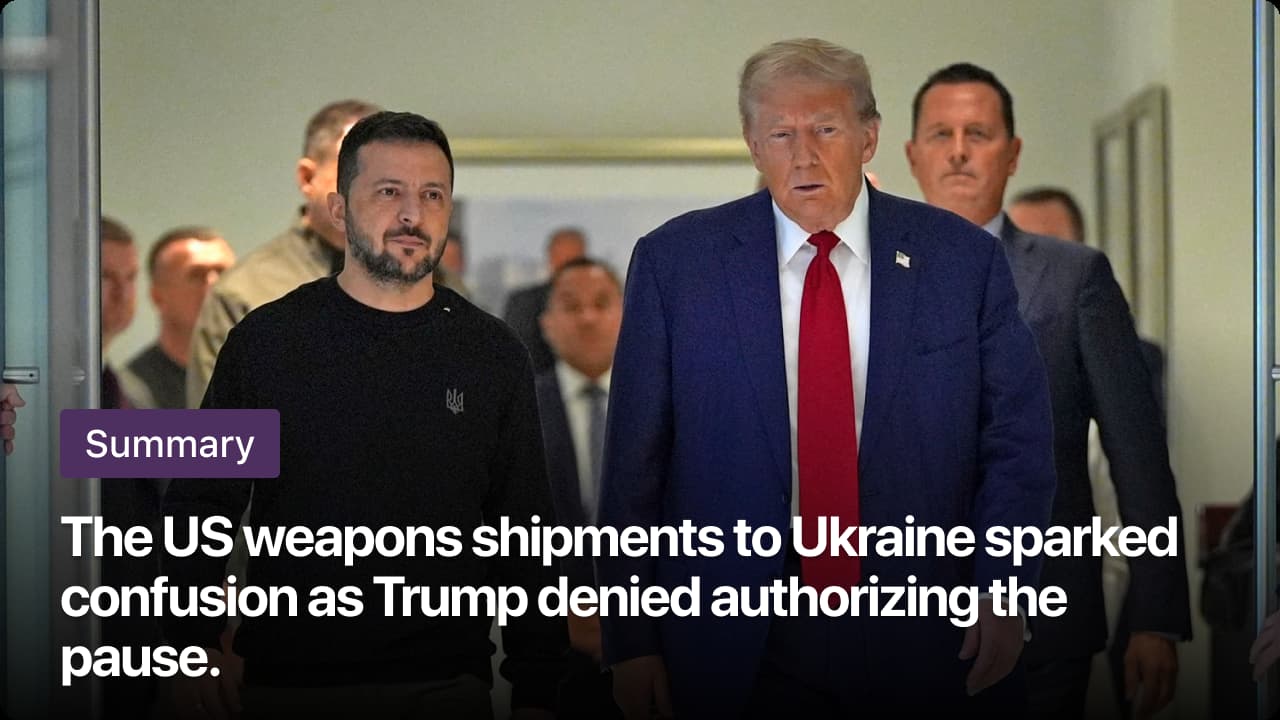 Summary
The US weapons shipments to Ukraine sparked
confusion as Trump denied authorizing the
pause.